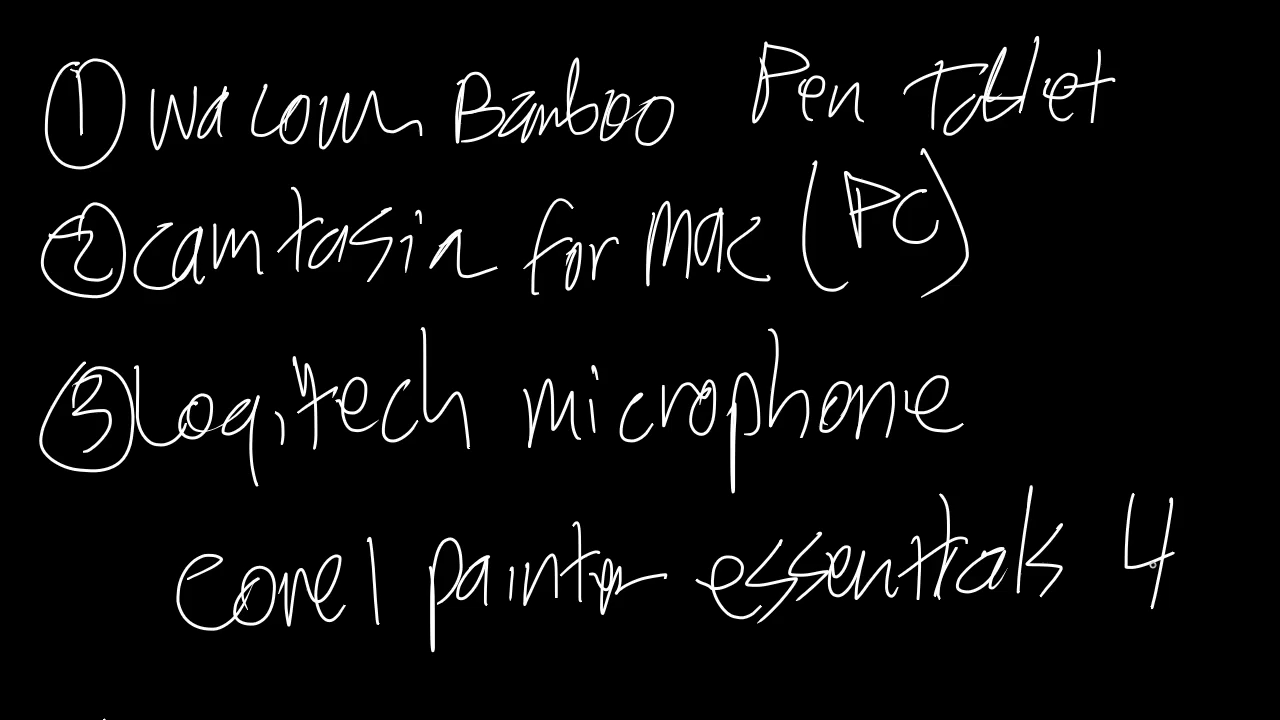 ① Wacom Bamboo Pen Tablet
② Camtasia for Mac (PC)
③ Logitech microphone
corel painter essentials 4